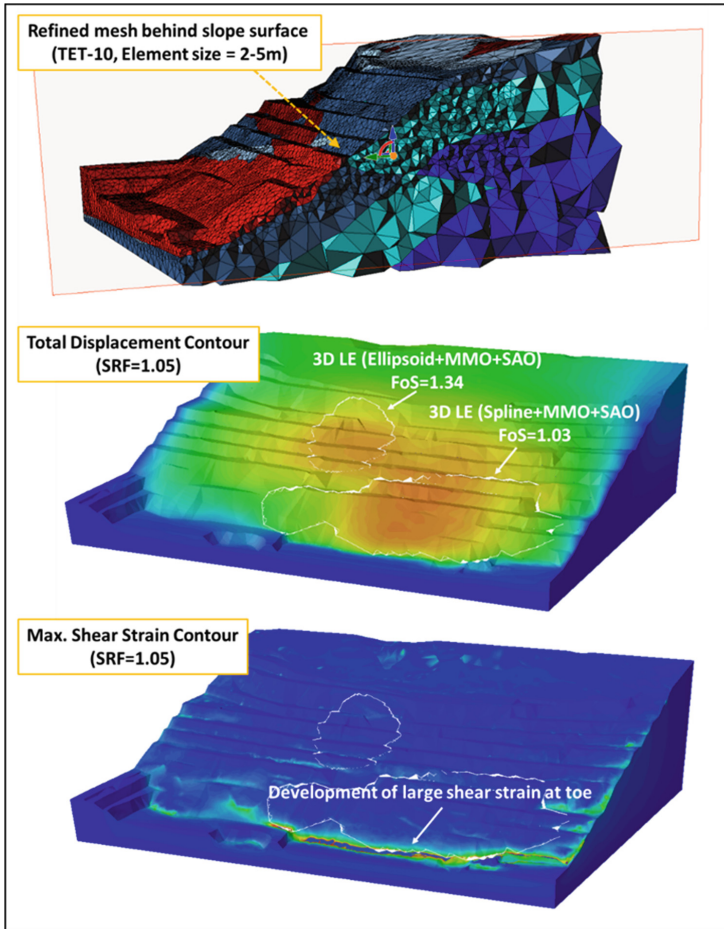 Refined mesh behind slope surface
(TET-10, Element size = 2-5m)
Total Displacement Contour
(SRF=1.05)
3D LE (Ellipsoid+MMO+SAO)
FoS=1.34
3D LE (Spline+MMO+SAO)
FoS=1.03
Max. Shear Strain Contour
(SRF=1.05)
Development of large shear strain at toe